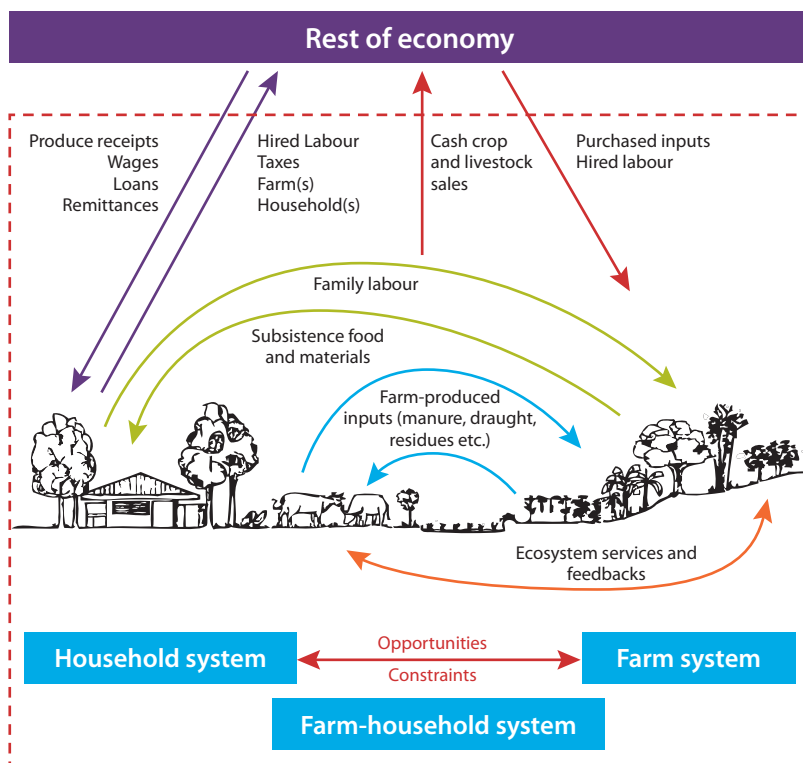 Rest of economy
Produce receipts
Wages
Loans
Remittances
Hired Labour
Taxes
Farm(s)
Household(s)
Cash crop
and livestock
sales
Purchased inputs
Hired labour
Family labour
Subsistence food
and materials
Farm-produced
inputs (manure, draught,
residues etc.)
Ecosystem services and
feedbacks
Household system
Opportunities
Constraints
Farm system
Farm-household system